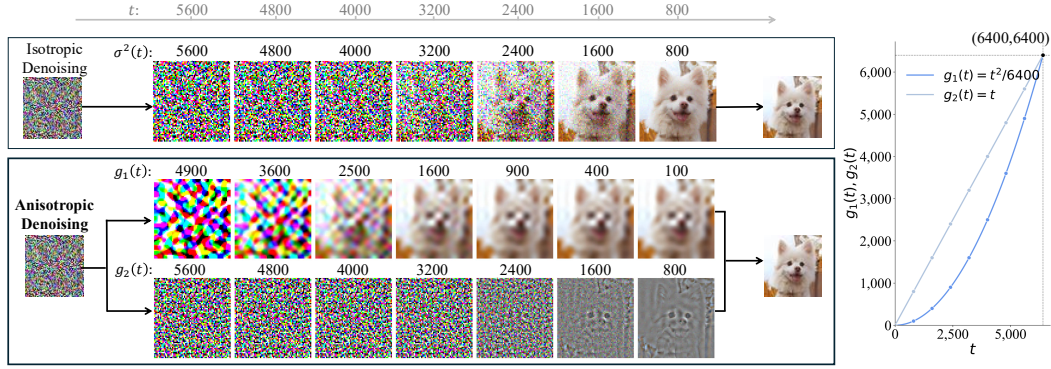 t: 5600 4800 4000 3200 2400 1600 800
Isotropic
Denoising
σ²(t): 5600 4800 4000 3200 2400 1600 800
g₁(t): 4900 3600 2500 1600 900 400 100
Anisotropic
Denoising
g₂(t): 5600 4800 4000 3200 2400 1600 800
(6400,6400)
g₁(t) = t²/6400
g₂(t) = t
6,000
5,000
4,000
3,000
2,000
1,000
0
g₁(t), g₂(t)
0 2,500 5,000
t